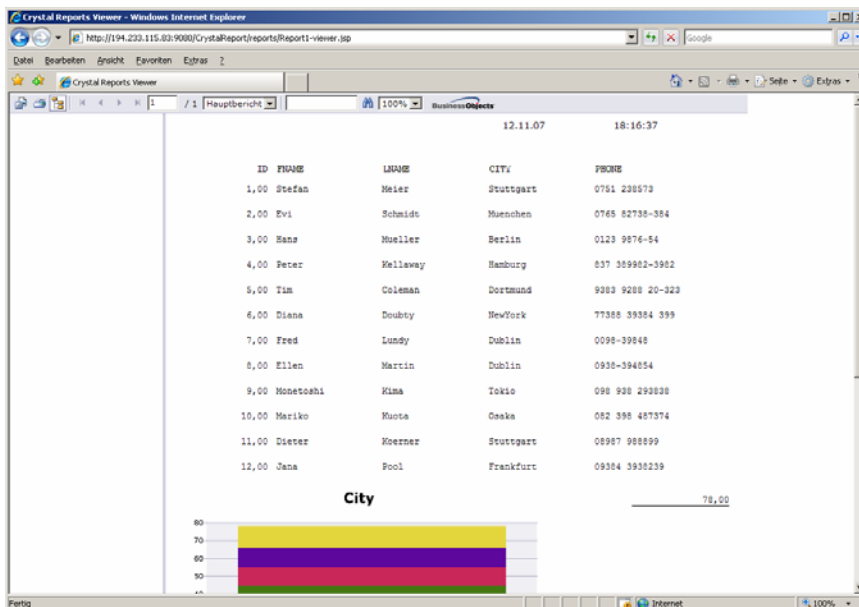 Crystal Reports Viewer - Windows Internet Explorer
http://194.233.115.83:9080/CrystalReport/reports/Report1-viewer.jsp
Google
Datei Bearbeiten Ansicht Favoriten Extras ?
Crystal Reports Viewer
Seite Extras
1 / 1 Hauptbericht 100% BusinessObjects
12.11.07 18:16:37
ID FNAME LNAME CITY PHONE
1,00 Stefan Meier Stuttgart 0751 238573
2,00 Evi Schmidt Muenchen 0765 82738-384
3,00 Hans Mueller Berlin 0123 9876-54
4,00 Peter Kellaway Hamburg 837 389982-3982
5,00 Tim Coleman Dortmund 9383 9288 20-323
6,00 Diana Doubty NewYork 77388 39384 399
7,00 Fred Lundy Dublin 0098-39848
8,00 Ellen Martin Dublin 0938-394854
9,00 Monetoshi Kima Tokio 098 938 293838
10,00 Mariko Kuota Osaka 082 398 487374
11,00 Dieter Koerner Stuttgart 08987 988899
12,00 Jana Pool Frankfurt 09384 3938239
City 78,00
80
70
60
50
Fertig Internet 100%